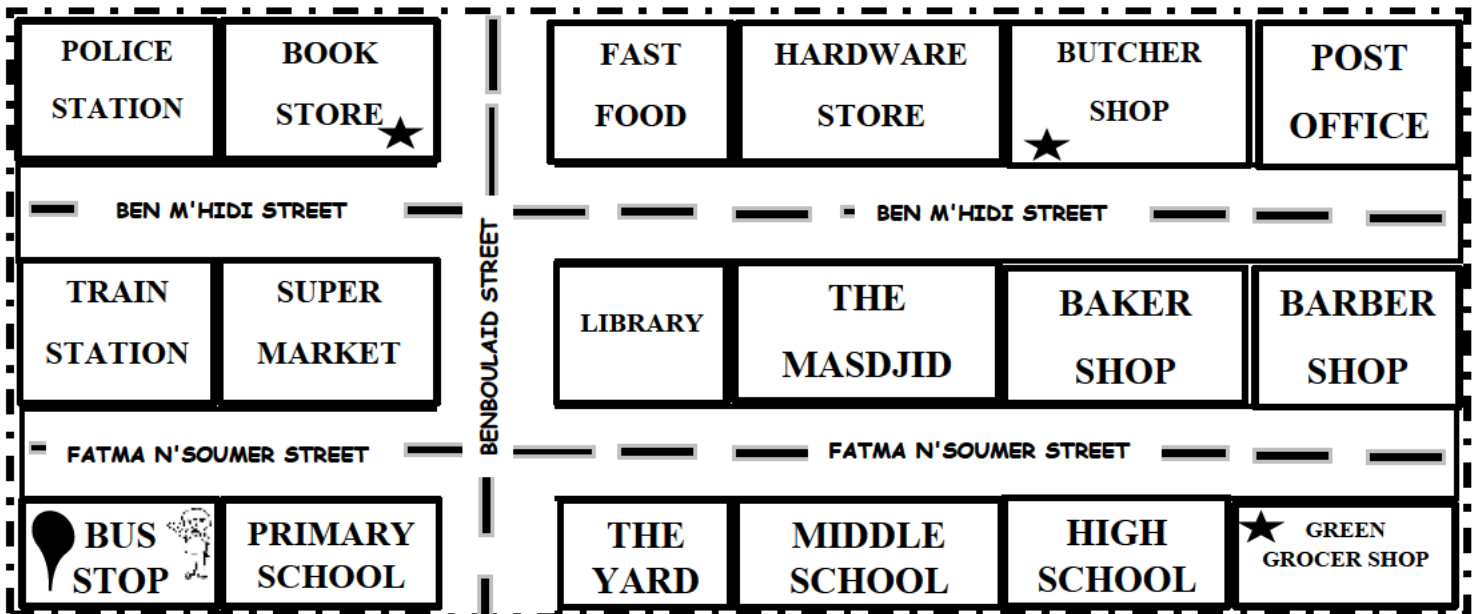 POLICE
STATION
BOOK
STORE
FAST
FOOD
HARDWARE
STORE
BUTCHER
SHOP
POST
OFFICE
BEN M'HIDI STREET
BEN M'HIDI STREET
BENBOULAID STREET
TRAIN
STATION
SUPER
MARKET
LIBRARY
THE
MASDJID
BAKER
SHOP
BARBER
SHOP
FATMA N'SOUMER STREET
FATMA N'SOUMER STREET
BUS
STOP
PRIMARY
SCHOOL
THE
YARD
MIDDLE
SCHOOL
HIGH
SCHOOL
GREEN
GROCER SHOP